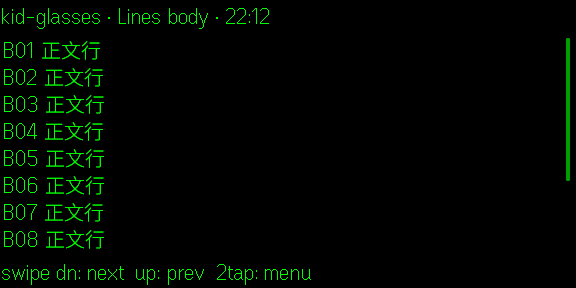 kid-glasses · Lines body · 22:12
B01 正文行
B02 正文行
B03 正文行
B04 正文行
B05 正文行
B06 正文行
B07 正文行
B08 正文行
swipe dn: next  up: prev  2tap: menu